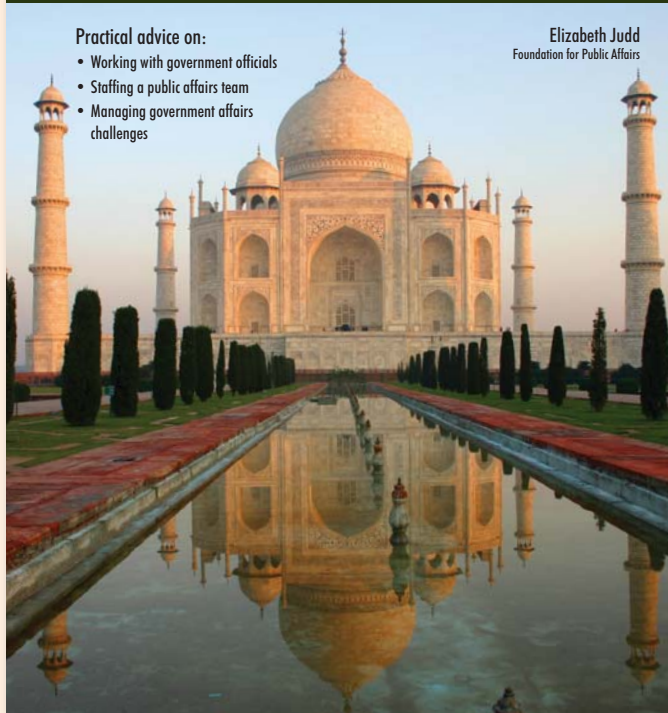 Practical advice on:
• Working with government officials
• Staffing a public affairs team
• Managing government affairs
challenges
Elizabeth Judd
Foundation for Public Affairs